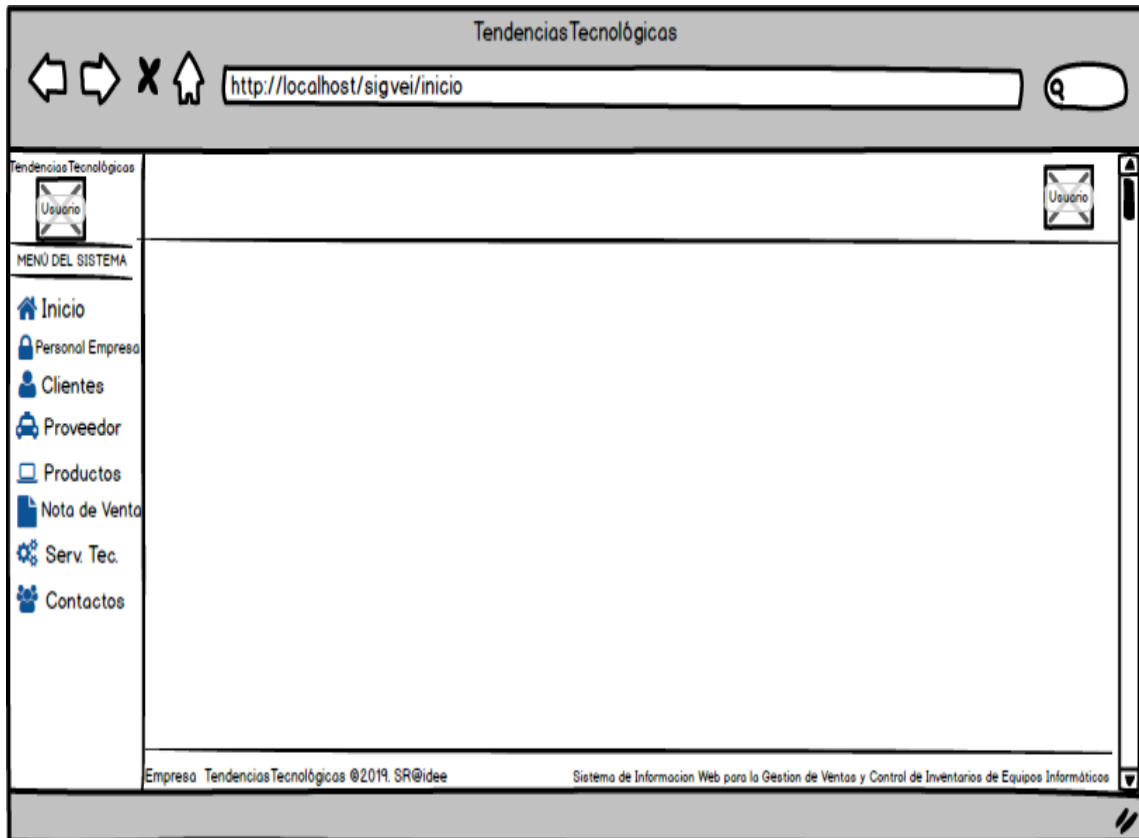 TendenciasTecnológicas
http://localhost/sigvei/inicio
TendenciasTecnológicas
Usuario
Usuario
MENÚ DEL SISTEMA
Inicio
Personal Empresa
Clientes
Proveedor
Productos
Nota de Venta
Serv. Tec.
Contactos
Empresa TendenciasTecnológicas @2019. SR@idee
Sistema de Informacion Web para la Gestion de Ventas y Control de Inventarios de Equipos Informáticos